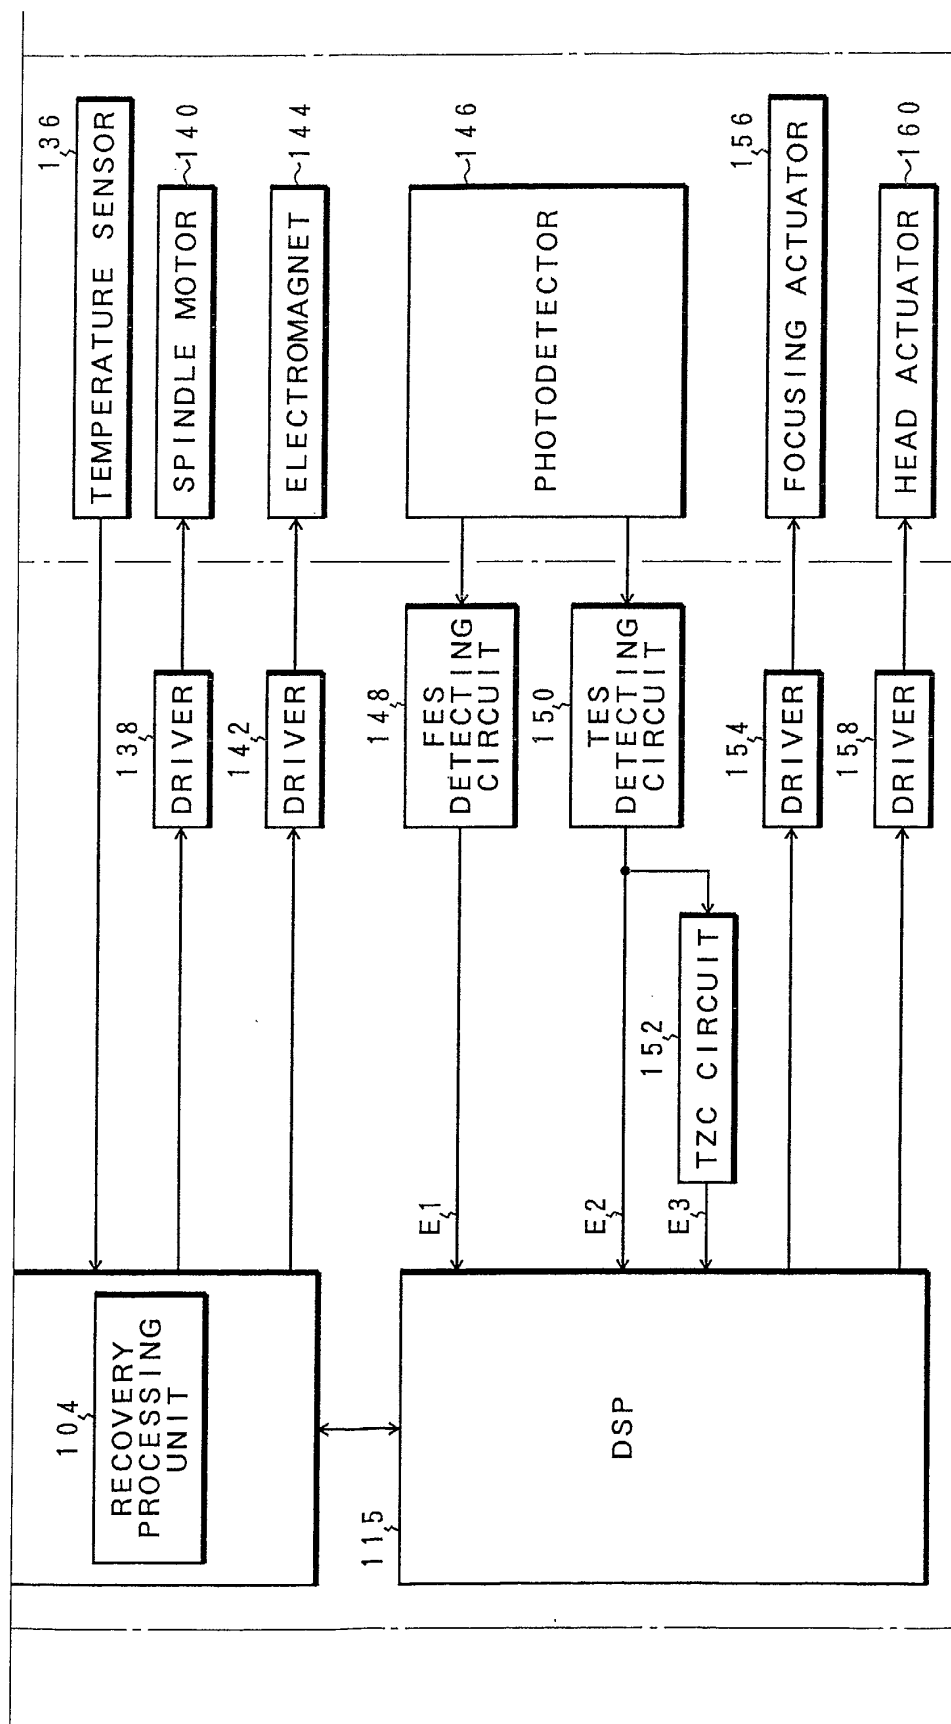 104
RECOVERY
PROCESSING
UNIT
136
TEMPERATURE SENSOR
138
DRIVER
SPINDLE MOTOR
140
142
DRIVER
ELECTROMAGNET
144
115
DSP
E1
148
FES
DETECTING
CIRCUIT
PHOTODETECTOR
146
E2
150
TES
DETECTING
CIRCUIT
E3
152
TZC CIRCUIT
154
DRIVER
156
FOCUSING ACTUATOR
158
DRIVER
HEAD ACTUATOR
160